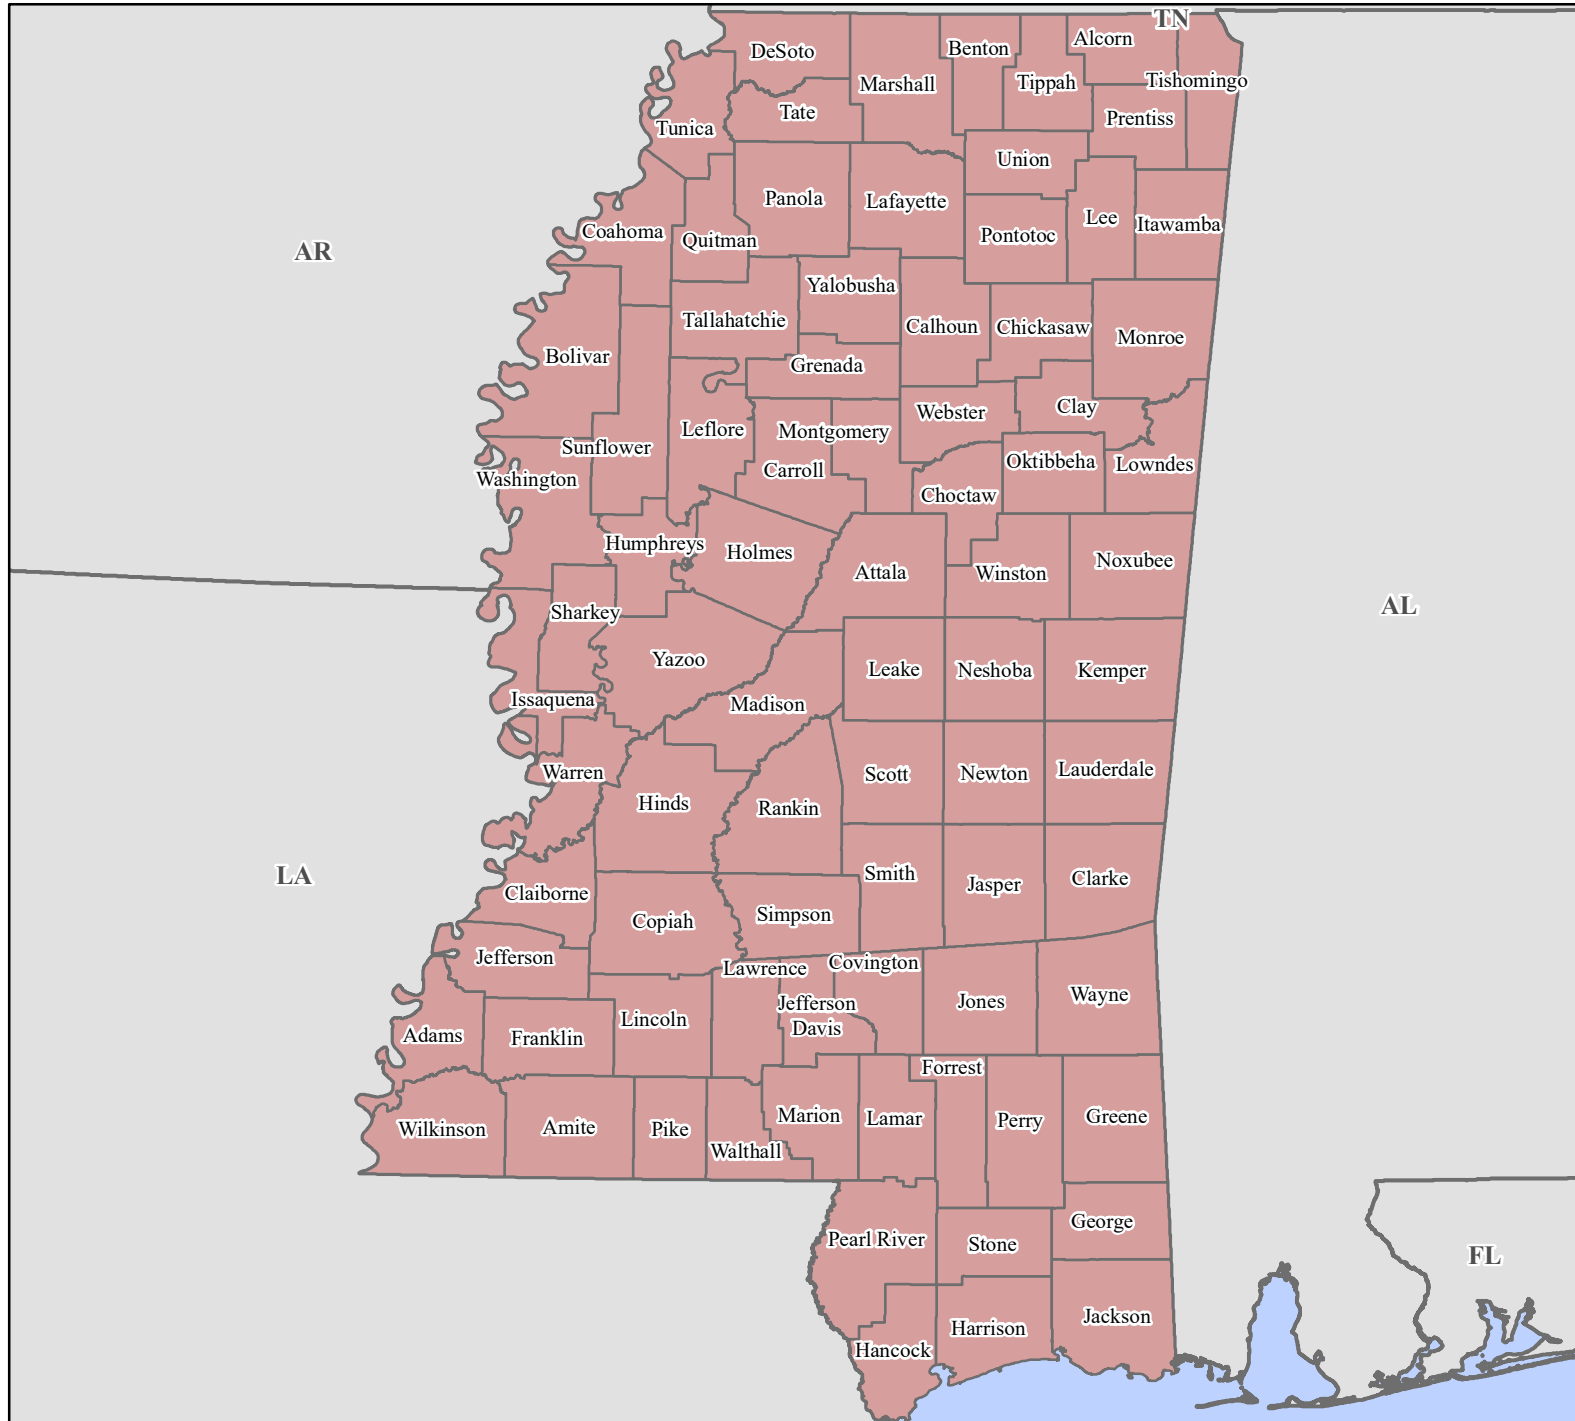 TN
Alcorn
Benton
DeSoto
Tishomingo
Tippah
Marshall
Tate
Prentiss
Tunica
Union
Panola
Lafayette
Lee
Itawamba
Coahoma
Pontotoc
Quitman
AR
Yalobusha
Tallahatchie
Calhoun
Chickasaw
Monroe
Bolivar
Grenada
Clay
Webster
Leflore
Montgomery
Sunflower
Oktibbeha
Lowndes
Carroll
Washington
Choctaw
Humphreys
Holmes
Noxubee
Attala
Winston
AL
Sharkey
Yazoo
Leake
Neshoba
Kemper
Issaquena
Madison
Lauderdale
Warren
Scott
Newton
Hinds
Rankin
Smith
LA
Clarke
Jasper
Claiborne
Simpson
Copiah
Jefferson
Covington
Lawrence
Wayne
Jones
Jefferson
Davis
Lincoln
Adams
Franklin
Forrest
Marion
Greene
Lamar
Perry
Amite
Wilkinson
Pike
Walthall
George
Pearl River
Stone
FL
Jackson
Harrison
Hancock